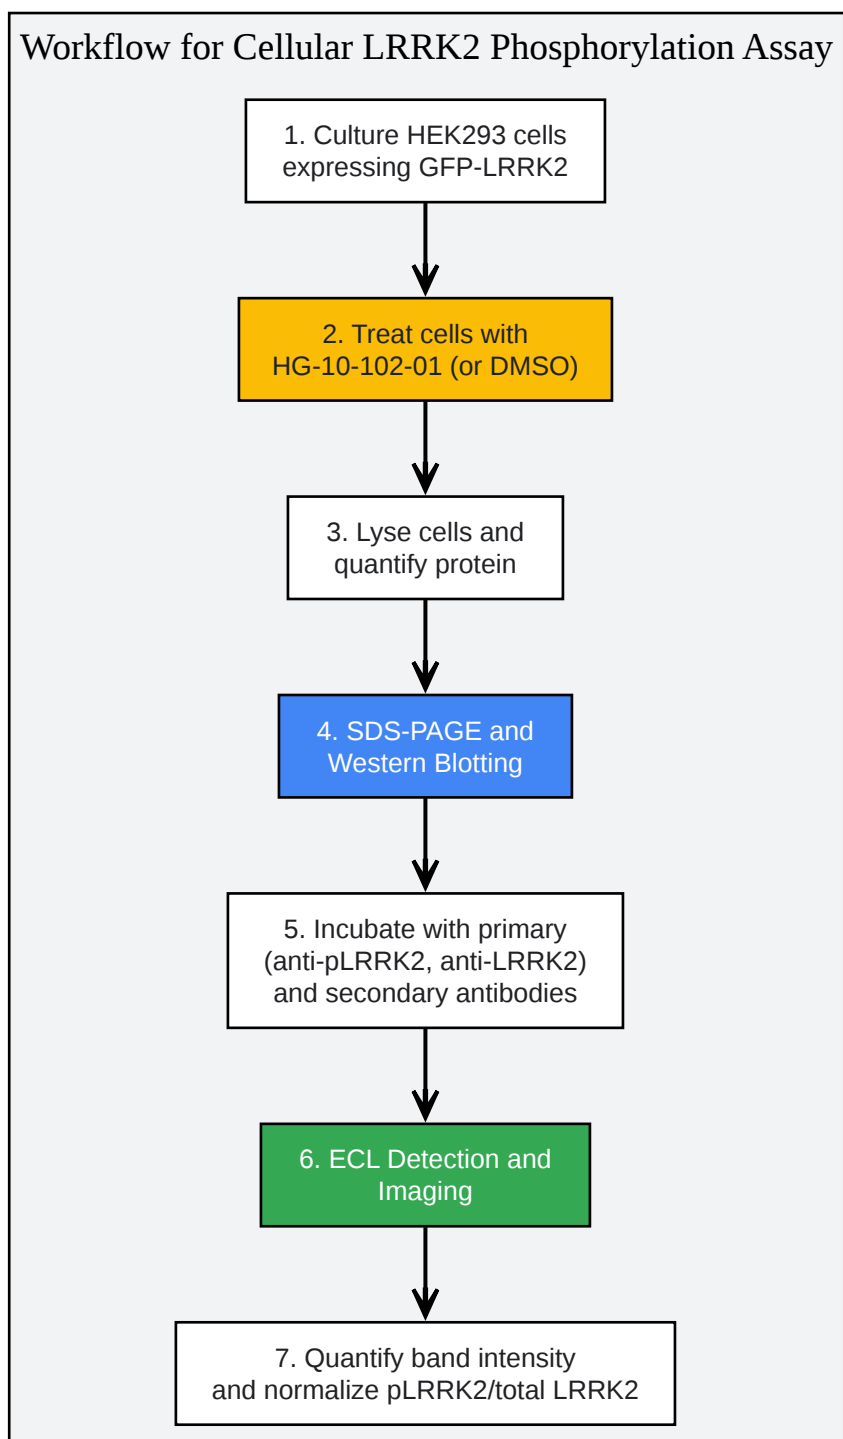 Workflow for Cellular LRRK2 Phosphorylation Assay
1. Culture HEK293 cells
expressing GFP-LRRK2
2. Treat cells with
HG-10-102-01 (or DMSO)
3. Lyse cells and
quantify protein
4. SDS-PAGE and
Western Blotting
5. Incubate with primary
(anti-pLRRK2, anti-LRRK2)
and secondary antibodies
6. ECL Detection and
Imaging
7. Quantify band intensity
and normalize pLRRK2/total LRRK2